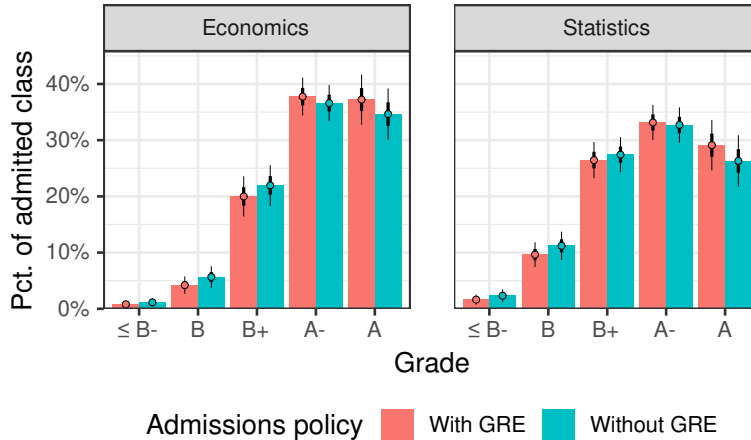 Economics
Statistics
Pct. of admitted class
40%
30%
20%
10%
0%
≤ B- B B+ A- A
≤ B- B B+ A- A
Grade
Admissions policy With GRE Without GRE